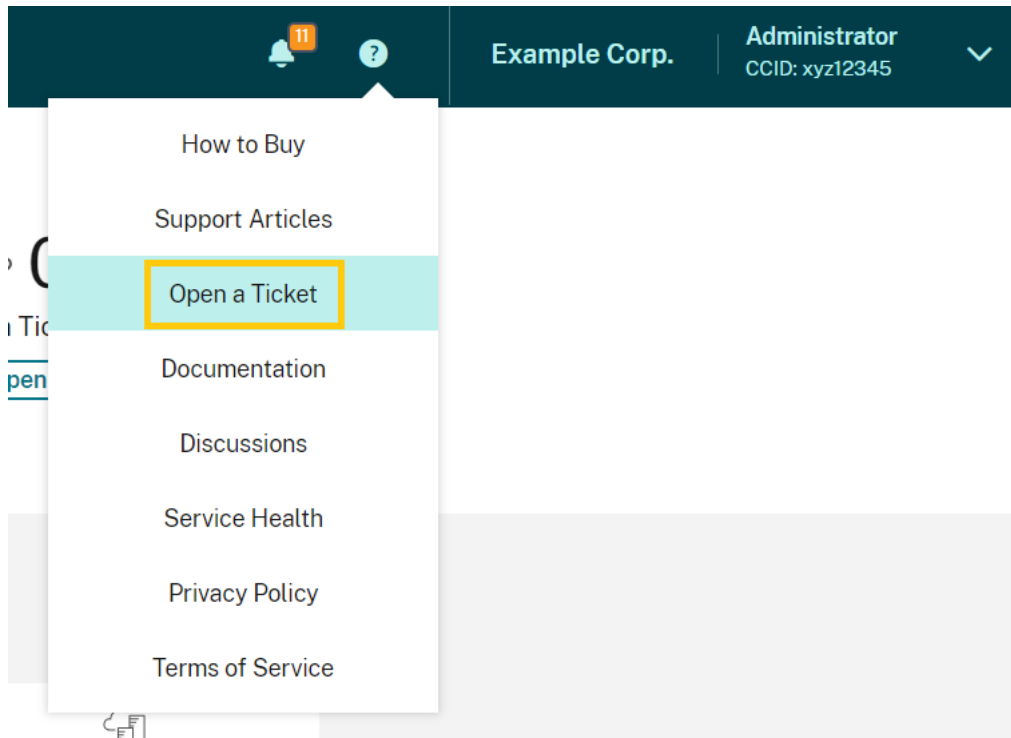 11
?
Example Corp.
Administrator
CCID: xyz12345
How to Buy
Support Articles
Open a Ticket
Documentation
Discussions
Service Health
Privacy Policy
Terms of Service